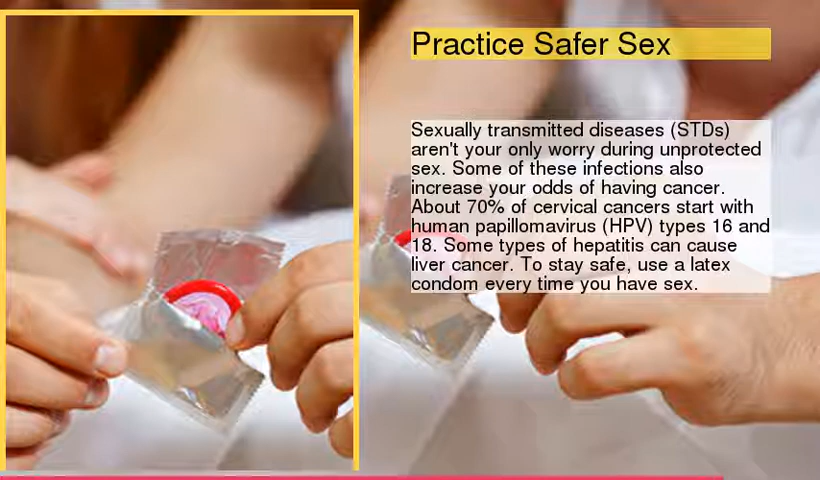 Practice Safer Sex
Sexually transmitted diseases (STDs)
aren't your only worry during unprotected
sex. Some of these infections also
increase your odds of having cancer.
About 70% of cervical cancers start with
human papillomavirus (HPV) types 16 and
18. Some types of hepatitis can cause
liver cancer. To stay safe, use a latex
condom every time you have sex.